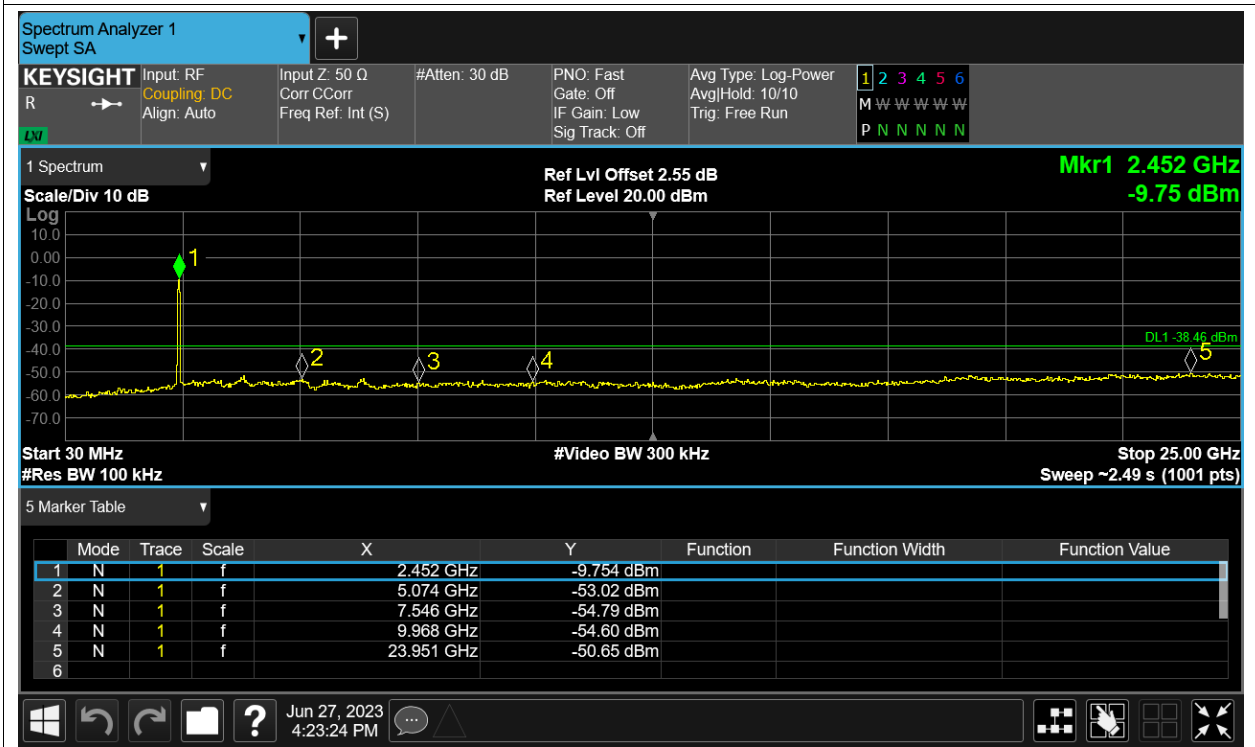 Spectrum Analyzer 1
Swept SA
KEYSIGHT Input: RF Input Z: 50 Ω #Atten: 30 dB PNO: Fast Avg Type: Log-Power 1 2 3 4 5 6
R Coupling: DC Corr CCorr Gate: Off Avg|Hold: 10/10 M W W W W W
Align: Auto Freq Ref: Int (S) IF Gain: Low Trig: Free Run
LXI Sig Track: Off P N N N N N
1 Spectrum Ref Lvl Offset 2.55 dB Mkr1 2.452 GHz
Scale/Div 10 dB Ref Level 20.00 dBm -9.75 dBm
Log
10.0
0.00 1
-10.0
-20.0
-30.0
DL1 -38.46 dBm
-40.0 2 3 4 5
-50.0
-60.0
-70.0
Start 30 MHz #Video BW 300 kHz Stop 25.00 GHz
#Res BW 100 kHz Sweep ~2.49 s (1001 pts)
5 Marker Table
Mode Trace Scale X Y Function Function Width Function Value
1 N 1 f 2.452 GHz -9.754 dBm
2 N 1 f 5.074 GHz -53.02 dBm
3 N 1 f 7.546 GHz -54.79 dBm
4 N 1 f 9.968 GHz -54.60 dBm
5 N 1 f 23.951 GHz -50.65 dBm
6
? Jun 27, 2023
4:23:24 PM